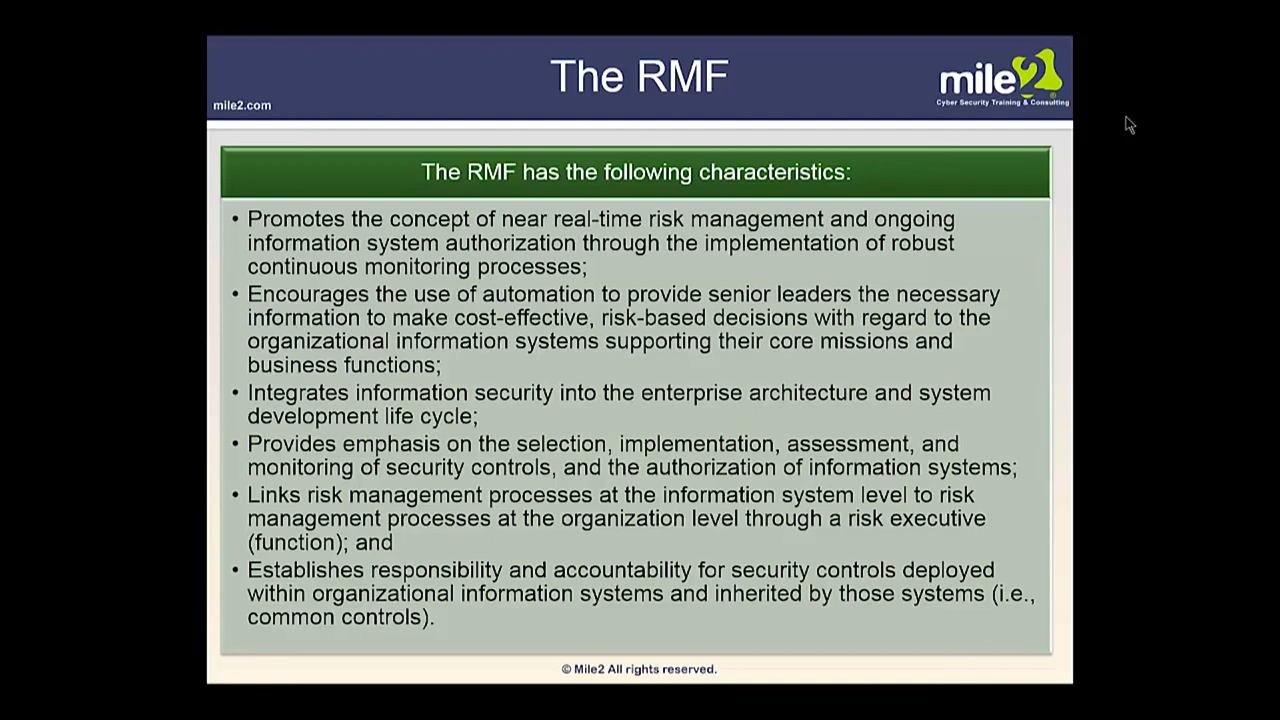 The RMF
mile2
Cyber Security Training & Consulting
mile2.com
The RMF has the following characteristics:
• Promotes the concept of near real-time risk management and ongoing
information system authorization through the implementation of robust
continuous monitoring processes;
• Encourages the use of automation to provide senior leaders the necessary
information to make cost-effective, risk-based decisions with regard to the
organizational information systems supporting their core missions and
business functions;
• Integrates information security into the enterprise architecture and system
development life cycle;
• Provides emphasis on the selection, implementation, assessment, and
monitoring of security controls, and the authorization of information systems;
• Links risk management processes at the information system level to risk
management processes at the organization level through a risk executive
(function); and
• Establishes responsibility and accountability for security controls deployed
within organizational information systems and inherited by those systems (i.e.,
common controls).
© Mile2 All rights reserved.